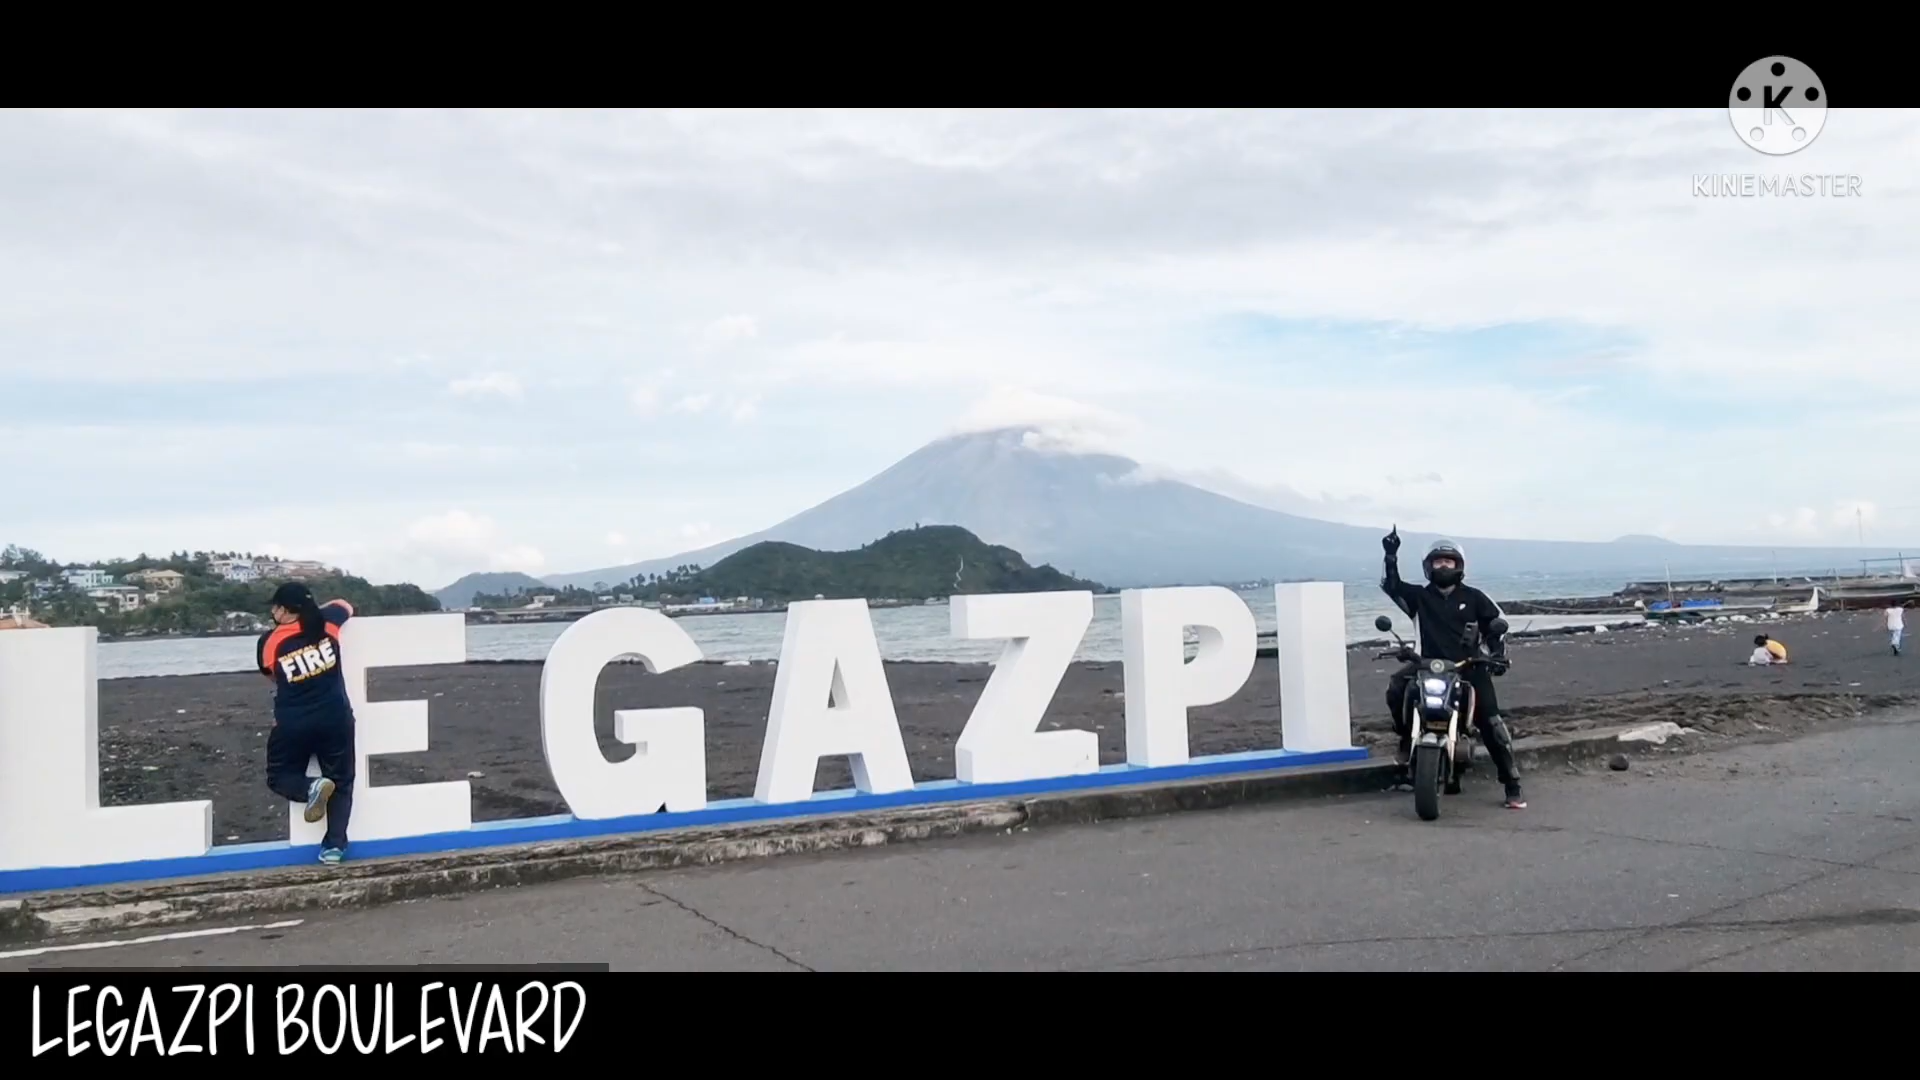 K
KINEMASTER
LEGAZPI
FIRE
LEGAZPI BOULEVARD